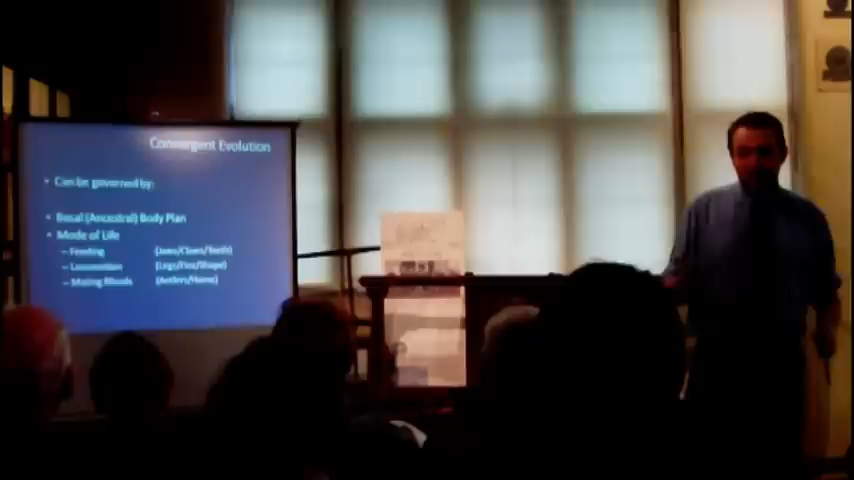 Convergent Evolution
• Can be governed by:
• Basal (Ancestral) Body Plan
• Mode of Life
– Feeding (Jaws/Claws/Teeth)
– Locomotion (Legs/Fins/Shape)
– Mating Rituals (Antlers/Horns)